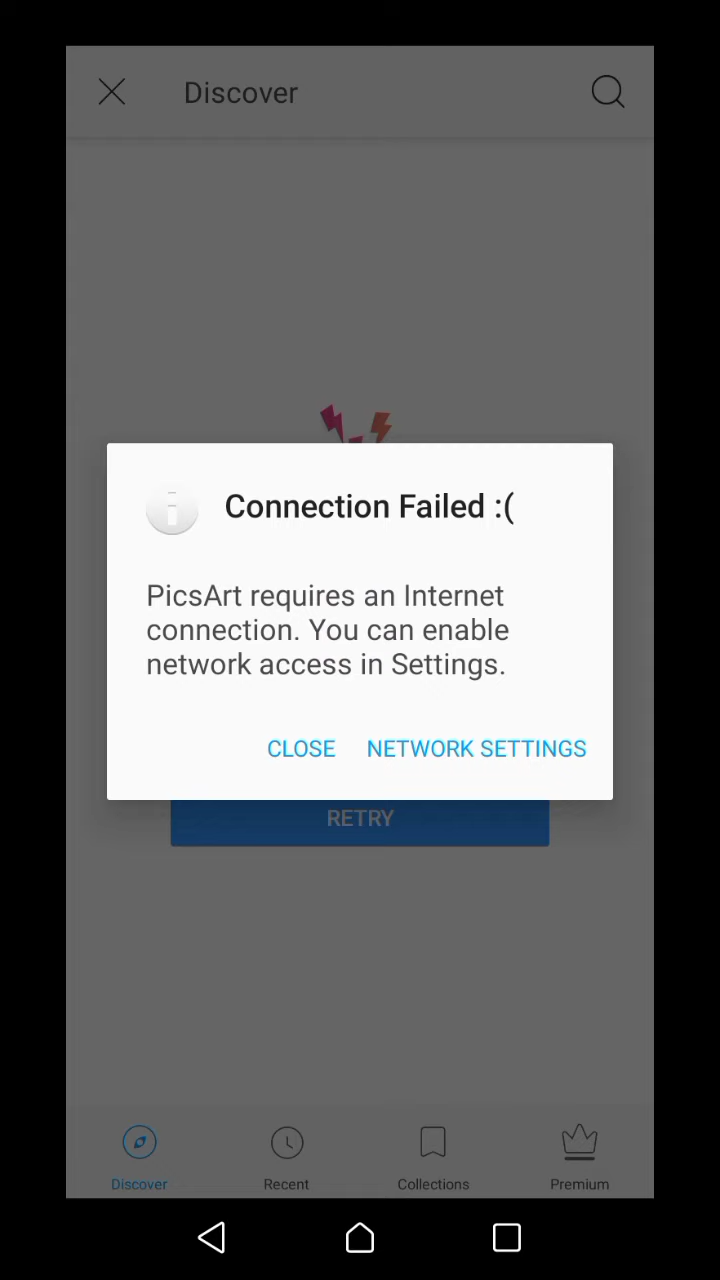 Discover
Connection Failed :(
PicsArt requires an Internet
connection. You can enable
network access in Settings.
CLOSE NETWORK SETTINGS
RETRY
Discover Recent Collections Premium